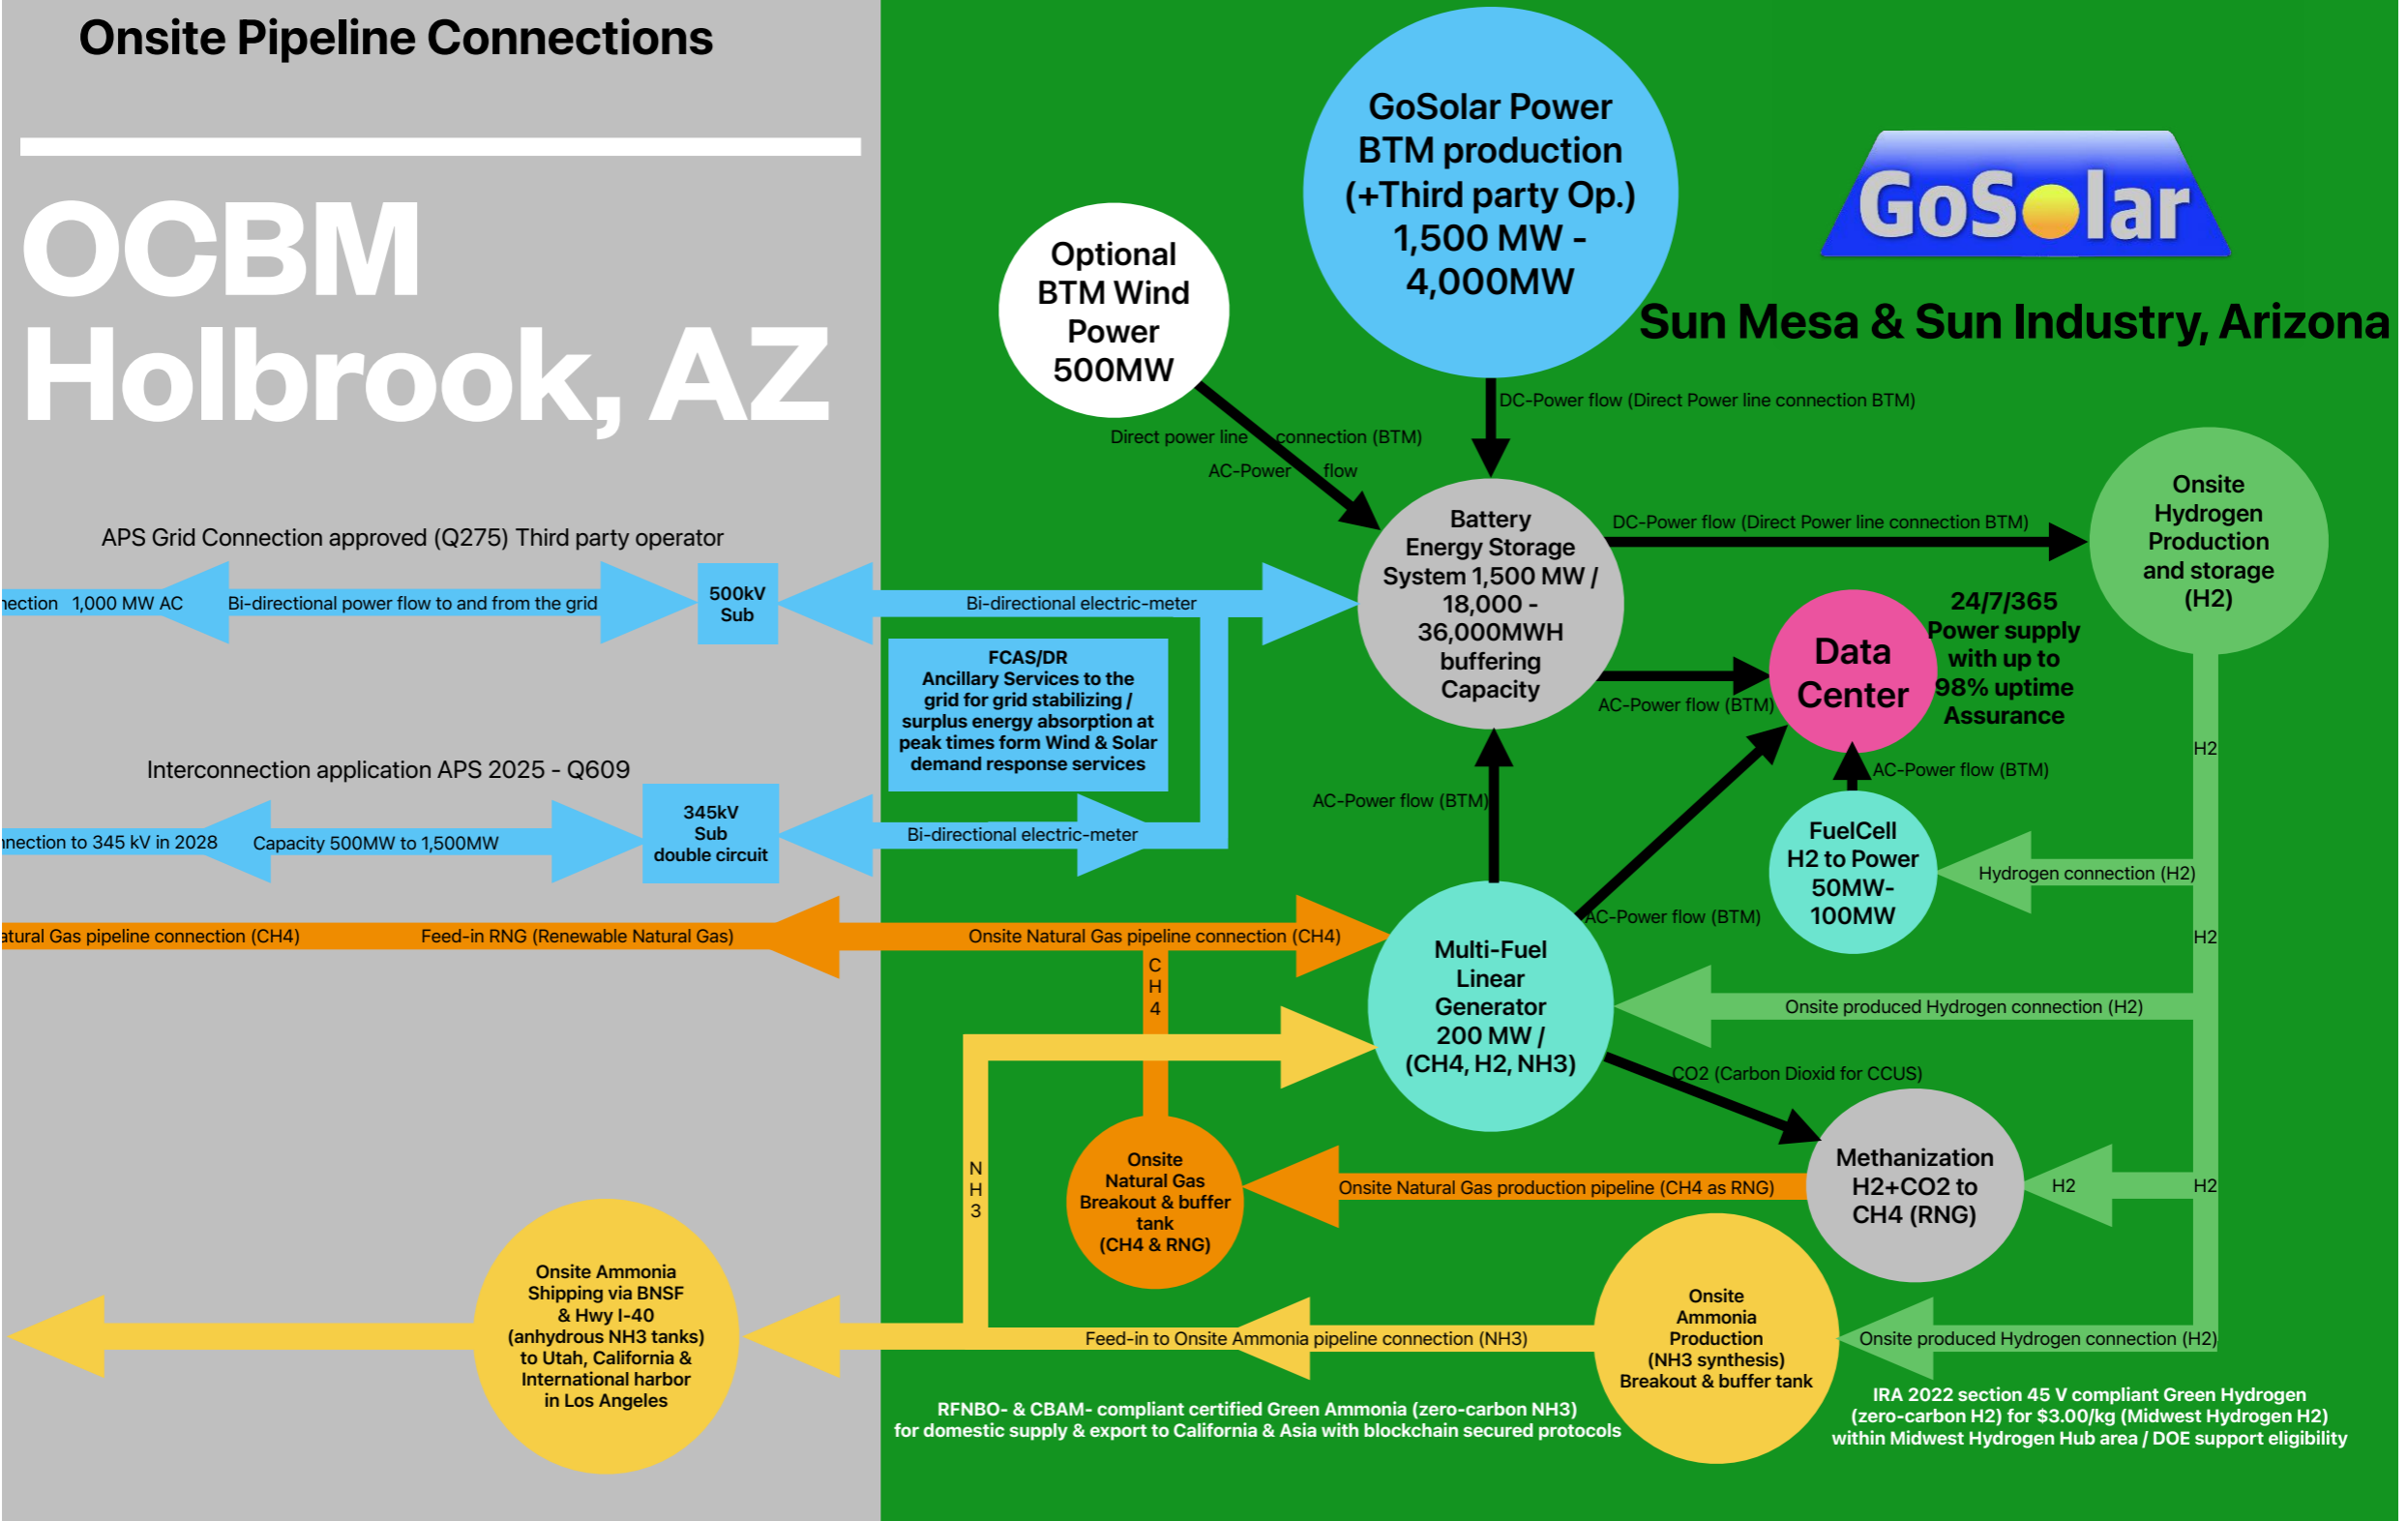 Onsite Pipeline Connections
OCBM
Holbrook, AZ
GoSolar Power
BTM production
(+Third party Op.)
1,500 MW -
4,000MW
Optional
BTM Wind
Power
500MW
GoSolar
Sun Mesa & Sun Industry, Arizona
DC-Power flow (Direct Power line connection BTM)
Direct power line connection (BTM)
AC-Power flow
Battery
Energy Storage
System 1,500 MW /
18,000 -
36,000MWH
buffering
Capacity
DC-Power flow (Direct Power line connection BTM)
Onsite
Hydrogen
Production
and storage
(H2)
APS Grid Connection approved (Q275) Third party operator
1,000 MW AC
Bi-directional power flow to and from the grid
500kV
Sub
Bi-directional electric-meter
FCAS/DR
Ancillary Services to the
grid for grid stabilizing /
surplus energy absorption at
peak times form Wind & Solar
demand response services
Data
Center
24/7/365
Power supply
with up to
98% uptime
Assurance
AC-Power flow (BTM)
H2
Interconnection application APS 2025 - Q609
nnection to 345 kV in 2028
Capacity 500MW to 1,500MW
345kV
Sub
double circuit
Bi-directional electric-meter
AC-Power flow (BTM)
AC-Power flow (BTM)
FuelCell
H2 to Power
50MW-
100MW
Hydrogen connection (H2)
AC-Power flow (BTM)
H2
atural Gas pipeline connection (CH4)
Feed-in RNG (Renewable Natural Gas)
Onsite Natural Gas pipeline connection (CH4)
C
H
4
Multi-Fuel
Linear
Generator
200 MW /
(CH4, H2, NH3)
Onsite produced Hydrogen connection (H2)
CO2 (Carbon Dioxid for CCUS)
N
H
3
Onsite
Natural Gas
Breakout & buffer
tank
(CH4 & RNG)
Onsite Natural Gas production pipeline (CH4 as RNG)
Methanization
H2+CO2 to
CH4 (RNG)
H2
H2
Onsite Ammonia
Shipping via BNSF
& Hwy I-40
(anhydrous NH3 tanks)
to Utah, California &
International harbor
in Los Angeles
Feed-in to Onsite Ammonia pipeline connection (NH3)
Onsite
Ammonia
Production
(NH3 synthesis)
Breakout & buffer tank
Onsite produced Hydrogen connection (H2)
RFNBO- & CBAM- compliant certified Green Ammonia (zero-carbon NH3)
for domestic supply & export to California & Asia with blockchain secured protocols
IRA 2022 section 45 V compliant Green Hydrogen
(zero-carbon H2) for $3.00/kg (Midwest Hydrogen H2)
within Midwest Hydrogen Hub area / DOE support eligibility